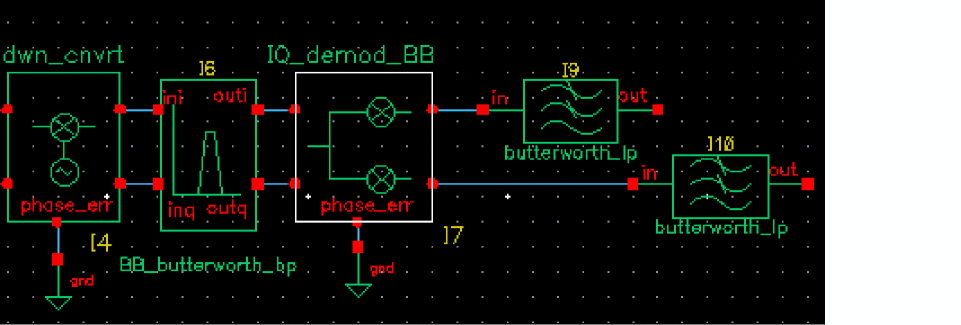 dwn_cnvrt
I6
IQ_demod_BB
I9
ini outi
in
out
butterworth_lp
I10
in
out
phase_err
inq outq
phase_err
butterworth_lp
I4
I7
BB_butterworth_bp
gnd
gnd